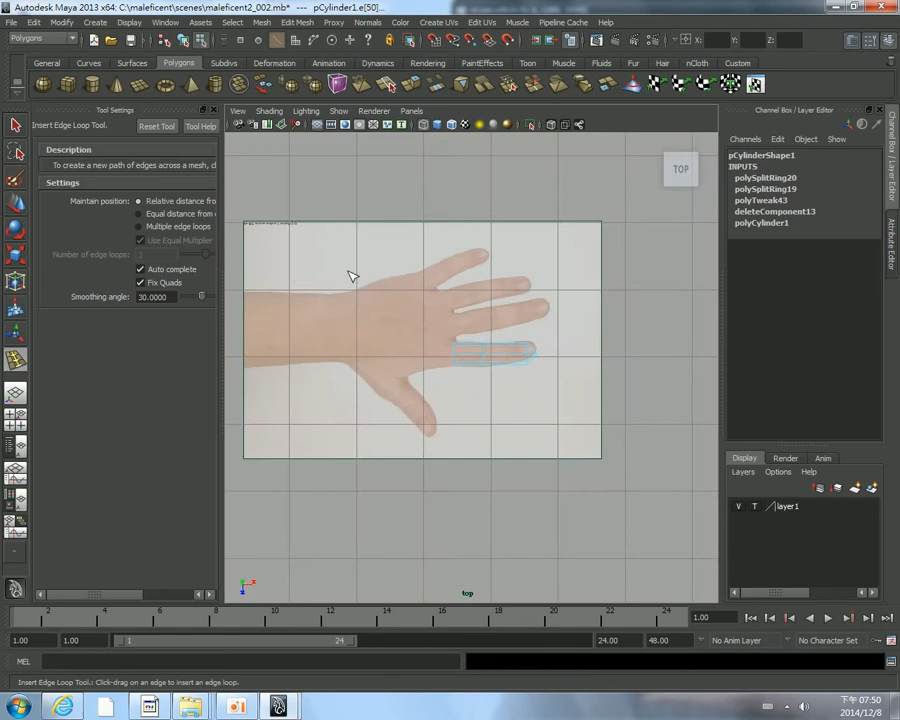 Autodesk Maya 2013 x64: C:\maleficent\scenes\maleficent2_002.mb* --- pCylinder1.e[50]...
File Edit Modify Create Display Window Assets Select Mesh Edit Mesh Proxy Normals Color Create UVs Edit UVs Muscle Pipeline Cache Help
Polygons X: Y: Z:
General Curves Surfaces Polygons Subdivs Deformation Animation Dynamics Rendering PaintEffects Toon Muscle Fluids Fur Hair nCloth Custom
Tool Settings
Insert Edge Loop Tool. Reset Tool Tool Help
Description
To create a new path of edges across a mesh,
Settings
Maintain position: Relative distance from
Equal distance from
Multiple edge loops
Use Equal Multiplier
Number of edge loops: 2
Auto complete
Fix Quads
Smoothing angle: 30.0000
View Shading Lighting Show Renderer Panels
TOP
top
Channel Box / Layer Editor
Channels Edit Object Show
pCylinderShape1
INPUTS
polySplitRing20
polySplitRing19
polyTweak43
deleteComponent13
polyCylinder1
Display Render Anim
Layers Options Help
V T layer1
Channel Box / Layer Editor
Attribute Editor
2 4 6 8 10 12 14 16 18 20 22 24 1.00
1.00 1.00 1 24 24.00 48.00 No Anim Layer No Character Set
MEL
Insert Edge Loop Tool: Click-drag on an edge to insert an edge loop.
下午 07:50
2014/12/8